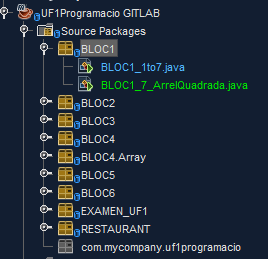 UF1Programacio GITLAB
Source Packages
BLOC1
BLOC1_1to7.java
BLOC1_7_ArrelQuadrada.java
BLOC2
BLOC3
BLOC4
BLOC4.Array
BLOC5
BLOC6
EXAMEN_UF1
RESTAURANT
com.mycompany.uf1programacio